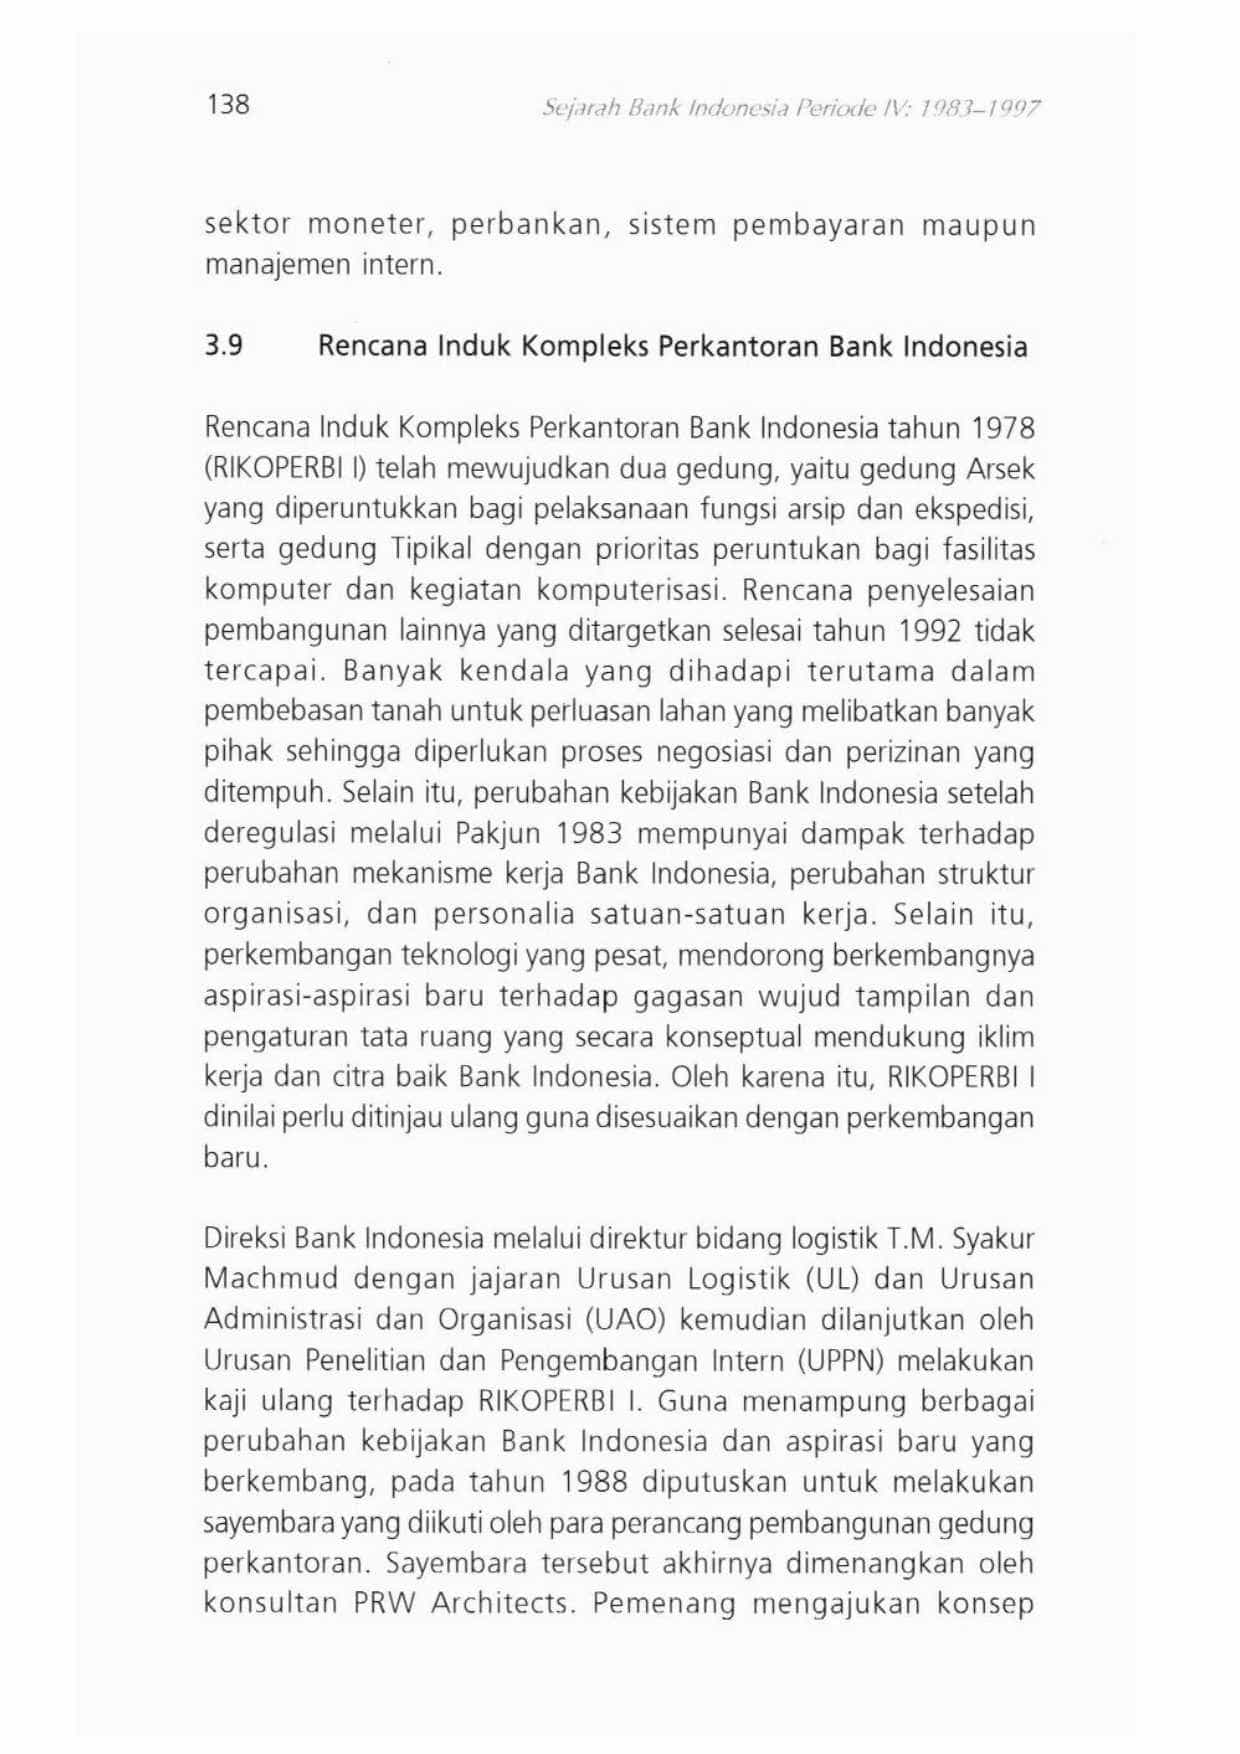 138
Sejarah Bank Indonesia Periode IV: 1983–1997
sektor moneter, perbankan, sistem pembayaran maupun
manajemen intern.
3.9 Rencana Induk Kompleks Perkantoran Bank Indonesia
Rencana Induk Kompleks Perkantoran Bank Indonesia tahun 1978
(RIKOPERBI I) telah mewujudkan dua gedung, yaitu gedung Arsek
yang diperuntukkan bagi pelaksanaan fungsi arsip dan ekspedisi,
serta gedung Tipikal dengan prioritas peruntukan bagi fasilitas
komputer dan kegiatan komputerisasi. Rencana penyelesaian
pembangunan lainnya yang ditargetkan selesai tahun 1992 tidak
tercapai. Banyak kendala yang dihadapi terutama dalam
pembebasan tanah untuk perluasan lahan yang melibatkan banyak
pihak sehingga diperlukan proses negosiasi dan perizinan yang
ditempuh. Selain itu, perubahan kebijakan Bank Indonesia setelah
deregulasi melalui Pakjun 1983 mempunyai dampak terhadap
perubahan mekanisme kerja Bank Indonesia, perubahan struktur
organisasi, dan personalia satuan-satuan kerja. Selain itu,
perkembangan teknologi yang pesat, mendorong berkembangnya
aspirasi-aspirasi baru terhadap gagasan wujud tampilan dan
pengaturan tata ruang yang secara konseptual mendukung iklim
kerja dan citra baik Bank Indonesia. Oleh karena itu, RIKOPERBI I
dinilai perlu ditinjau ulang guna disesuaikan dengan perkembangan
baru.
Direksi Bank Indonesia melalui direktur bidang logistik T.M. Syakur
Machmud dengan jajaran Urusan Logistik (UL) dan Urusan
Administrasi dan Organisasi (UAO) kemudian dilanjutkan oleh
Urusan Penelitian dan Pengembangan Intern (UPPN) melakukan
kaji ulang terhadap RIKOPERBI I. Guna menampung berbagai
perubahan kebijakan Bank Indonesia dan aspirasi baru yang
berkembang, pada tahun 1988 diputuskan untuk melakukan
sayembara yang diikuti oleh para perancang pembangunan gedung
perkantoran. Sayembara tersebut akhirnya dimenangkan oleh
konsultan PRW Architects. Pemenang mengajukan konsep